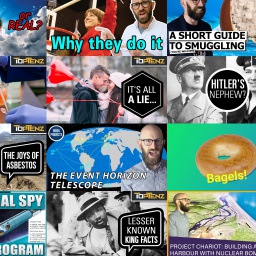 BE
REAL?
TOPTENZ
Why they do it
A SHORT GUIDE
TO SMUGGLING
TOPTENZ
IT'S ALL
A LIE...
HITLER'S
NEPHEW?
TOPTENZ
THE JOYS OF
ASBESTOS
THE EVENT HORIZON
TELESCOPE
TOPTENZ
Bagels!
AL SPY
ROGRAM
LESSER
KNOWN
KING FACTS
PROJECT CHARIOT: BUILDING A
HARBOUR WITH NUCLEAR BOM